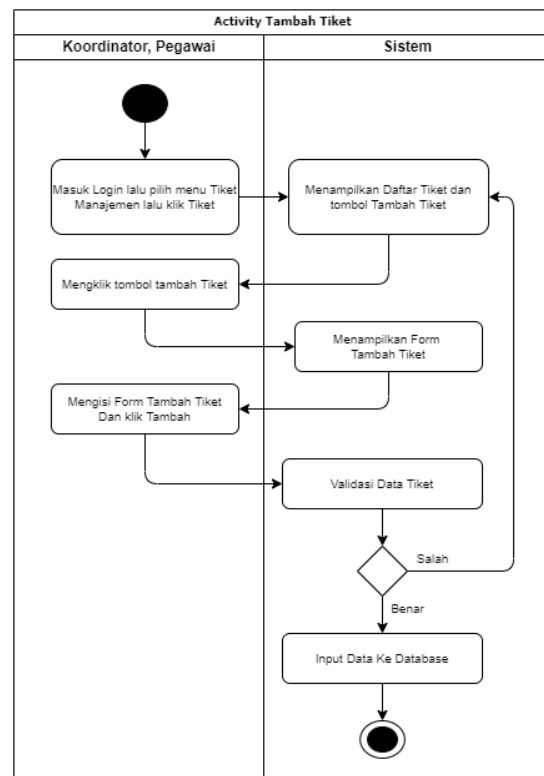 Activity Tambah Tiket
Koordinator, Pegawai
Sistem
Masuk Login lalu pilih menu Tiket
Manajemen lalu klik Tiket
Menampilkan Daftar Tiket dan
tombol Tambah Tiket
Mengklik tombol tambah Tiket
Menampilkan Form
Tambah Tiket
Mengisi Form Tambah Tiket
Dan klik Tambah
Validasi Data Tiket
Salah
Benar
Input Data Ke Database